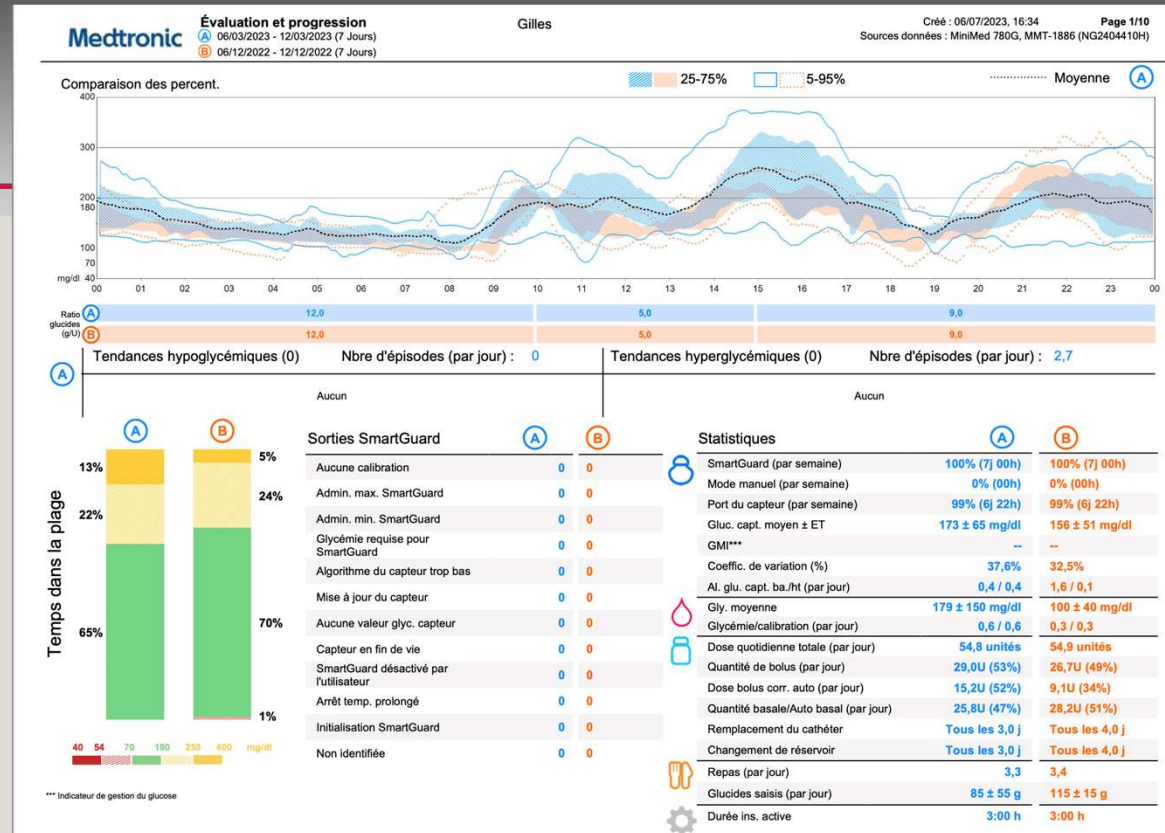 Medtronic
Évaluation et progression
A 06/03/2023 - 12/03/2023 (7 Jours)
B 06/12/2022 - 12/12/2022 (7 Jours)
Gilles
Créé : 06/07/2023, 16:34 Page 1/10
Sources données : MiniMed 780G, MMT-1886 (NG2404410H)
Comparaison des percent.
25-75% 5-95% Moyenne A
400
300
200
180
100
70
mg/dl 40
00 01 02 03 04 05 06 07 08 09 10 11 12 13 14 15 16 17 18 19 20 21 22 23 00
Ratio glucides (g/U)
A 12,0 5,0 9,0
B 12,0 5,0 9,0
A
Tendances hypoglycémiques (0) Nbre d'épisodes (par jour) : 0
Aucun
Tendances hyperglycémiques (0) Nbre d'épisodes (par jour) : 2,7
Aucun
Temps dans la plage
A B
13% 5%
22% 24%
65% 70%
1%
40 54 70 180 250 400 mg/dl
*** Indicateur de gestion du glucose
Sorties SmartGuard A B
Aucune calibration 0 0
Admin. max. SmartGuard 0 0
Admin. min. SmartGuard 0 0
Glycémie requise pour
SmartGuard 0 0
Algorithme du capteur trop bas 0 0
Mise à jour du capteur 0 0
Aucune valeur glyc. capteur 0 0
Capteur en fin de vie 0 0
SmartGuard désactivé par
l'utilisateur 0 0
Arrêt temp. prolongé 0 0
Initialisation SmartGuard 0 0
Non identifiée 0 0
Statistiques A B
SmartGuard (par semaine) 100% (7j 00h) 100% (7j 00h)
Mode manuel (par semaine) 0% (00h) 0% (00h)
Port du capteur (par semaine) 99% (6j 22h) 99% (6j 22h)
Gluc. capt. moyen ± ET 173 ± 65 mg/dl 156 ± 51 mg/dl
GMI*** -- --
Coeffic. de variation (%) 37,6% 32,5%
Al. glu. capt. ba./ht (par jour) 0,4 / 0,4 1,6 / 0,1
Gly. moyenne 179 ± 150 mg/dl 100 ± 40 mg/dl
Glycémie/calibration (par jour) 0,6 / 0,6 0,3 / 0,3
Dose quotidienne totale (par jour) 54,8 unités 54,9 unités
Quantité de bolus (par jour) 29,0U (53%) 26,7U (49%)
Dose bolus corr. auto (par jour) 15,2U (52%) 9,1U (34%)
Quantité basale/Auto basal (par jour) 25,8U (47%) 28,2U (51%)
Remplacement du cathéter Tous les 3,0 j Tous les 4,0 j
Changement de réservoir Tous les 3,0 j Tous les 4,0 j
Repas (par jour) 3,3 3,4
Glucides saisis (par jour) 85 ± 55 g 115 ± 15 g
Durée ins. active 3:00 h 3:00 h